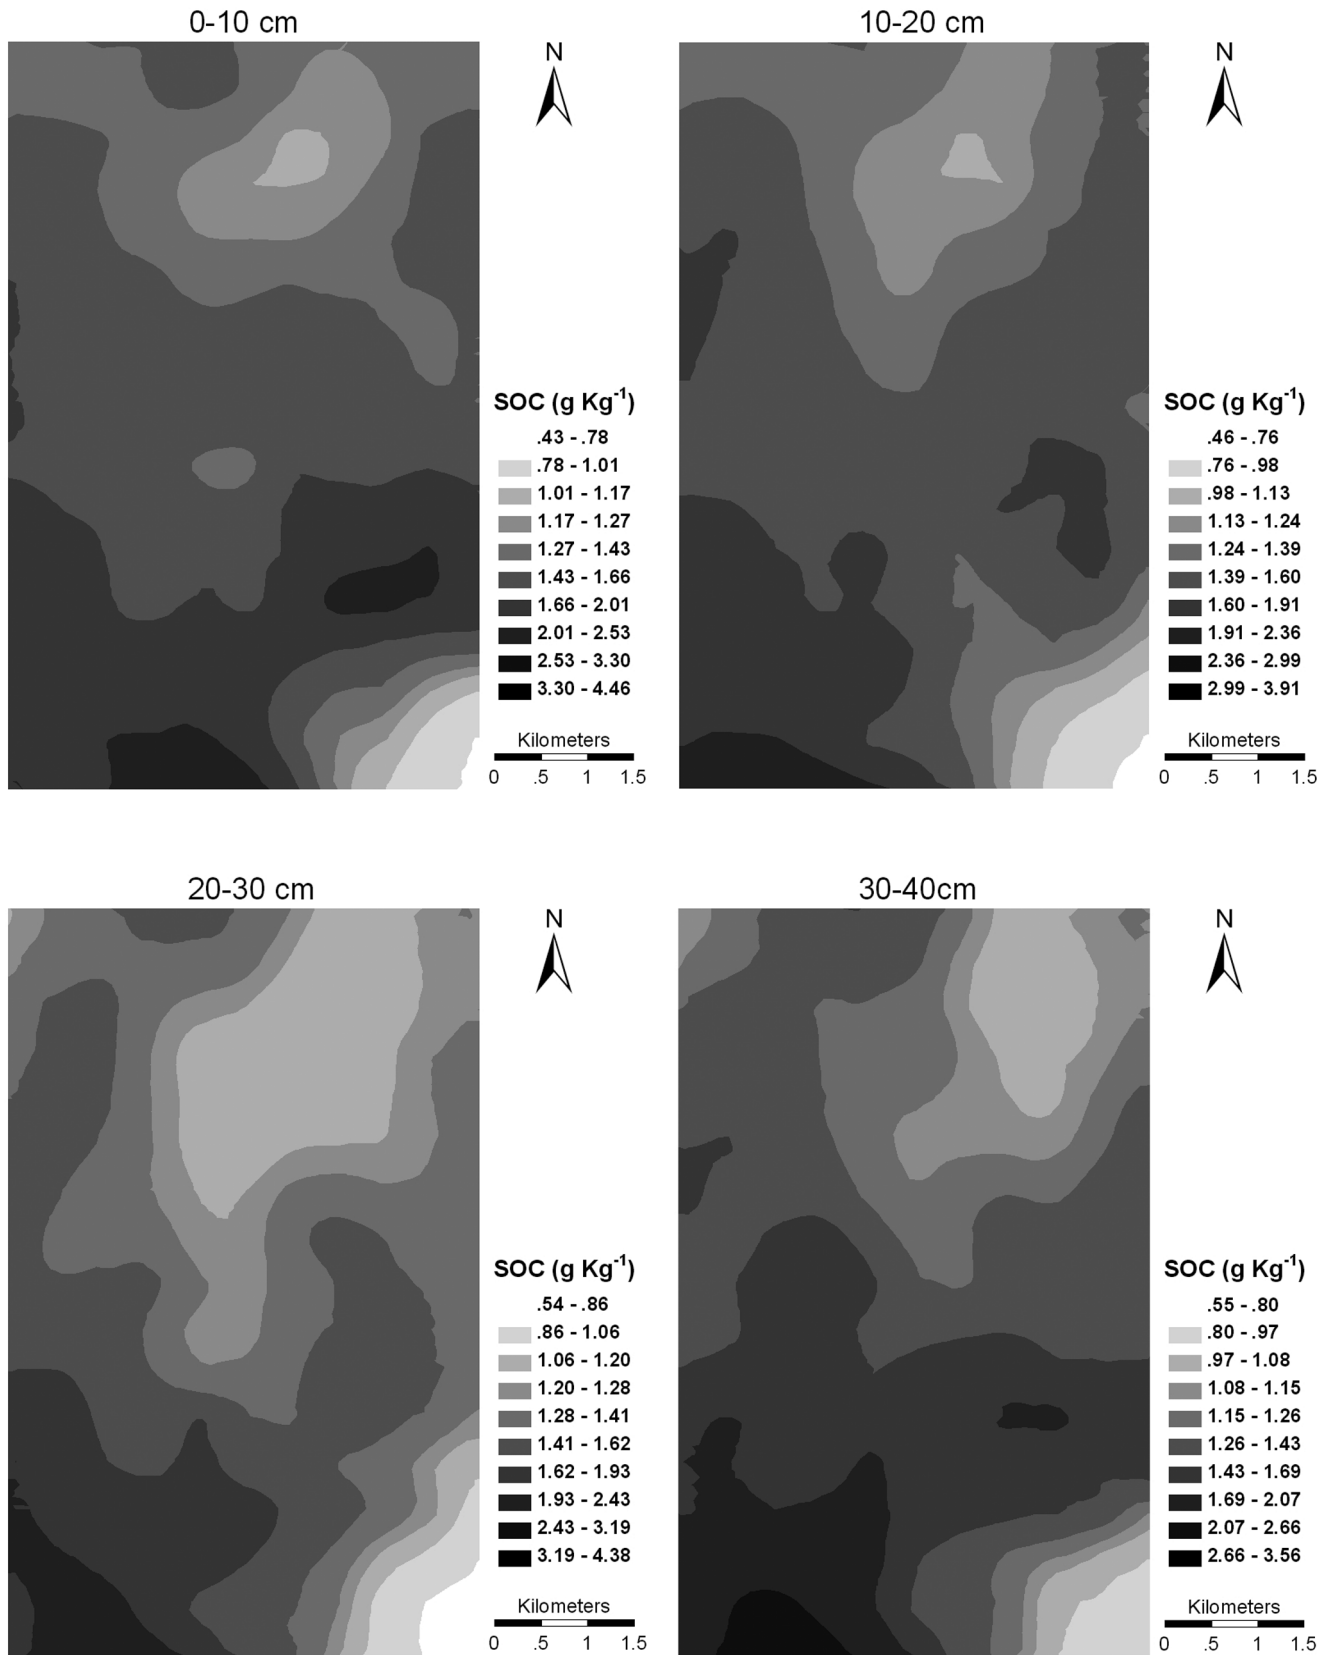 0-10 cm
N
SOC (g Kg-1)
.43 - .78
.78 - 1.01
1.01 - 1.17
1.17 - 1.27
1.27 - 1.43
1.43 - 1.66
1.66 - 2.01
2.01 - 2.53
2.53 - 3.30
3.30 - 4.46
Kilometers
0 .5 1 1.5
10-20 cm
N
SOC (g Kg-1)
.46 - .76
.76 - .98
.98 - 1.13
1.13 - 1.24
1.24 - 1.39
1.39 - 1.60
1.60 - 1.91
1.91 - 2.36
2.36 - 2.99
2.99 - 3.91
Kilometers
0 .5 1 1.5
20-30 cm
N
SOC (g Kg-1)
.54 - .86
.86 - 1.06
1.06 - 1.20
1.20 - 1.28
1.28 - 1.41
1.41 - 1.62
1.62 - 1.93
1.93 - 2.43
2.43 - 3.19
3.19 - 4.38
Kilometers
0 .5 1 1.5
30-40cm
N
SOC (g Kg-1)
.55 - .80
.80 - .97
.97 - 1.08
1.08 - 1.15
1.15 - 1.26
1.26 - 1.43
1.43 - 1.69
1.69 - 2.07
2.07 - 2.66
2.66 - 3.56
Kilometers
0 .5 1 1.5